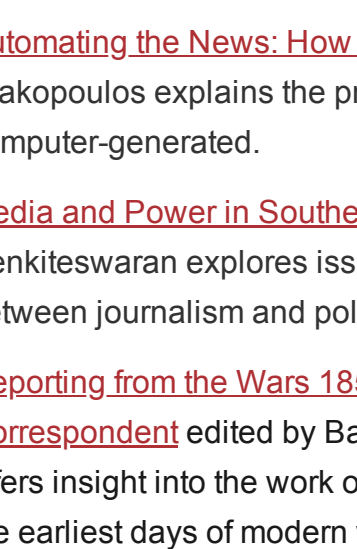 utomating the News: How
akopoulos explains the pr
mputer-generated.
edia and Power in Southe
enkiteswaran explores iss
etween journalism and pol
eporting from the Wars 185
orrespondent edited by Ba
fers insight into the work o
e earliest days of modern